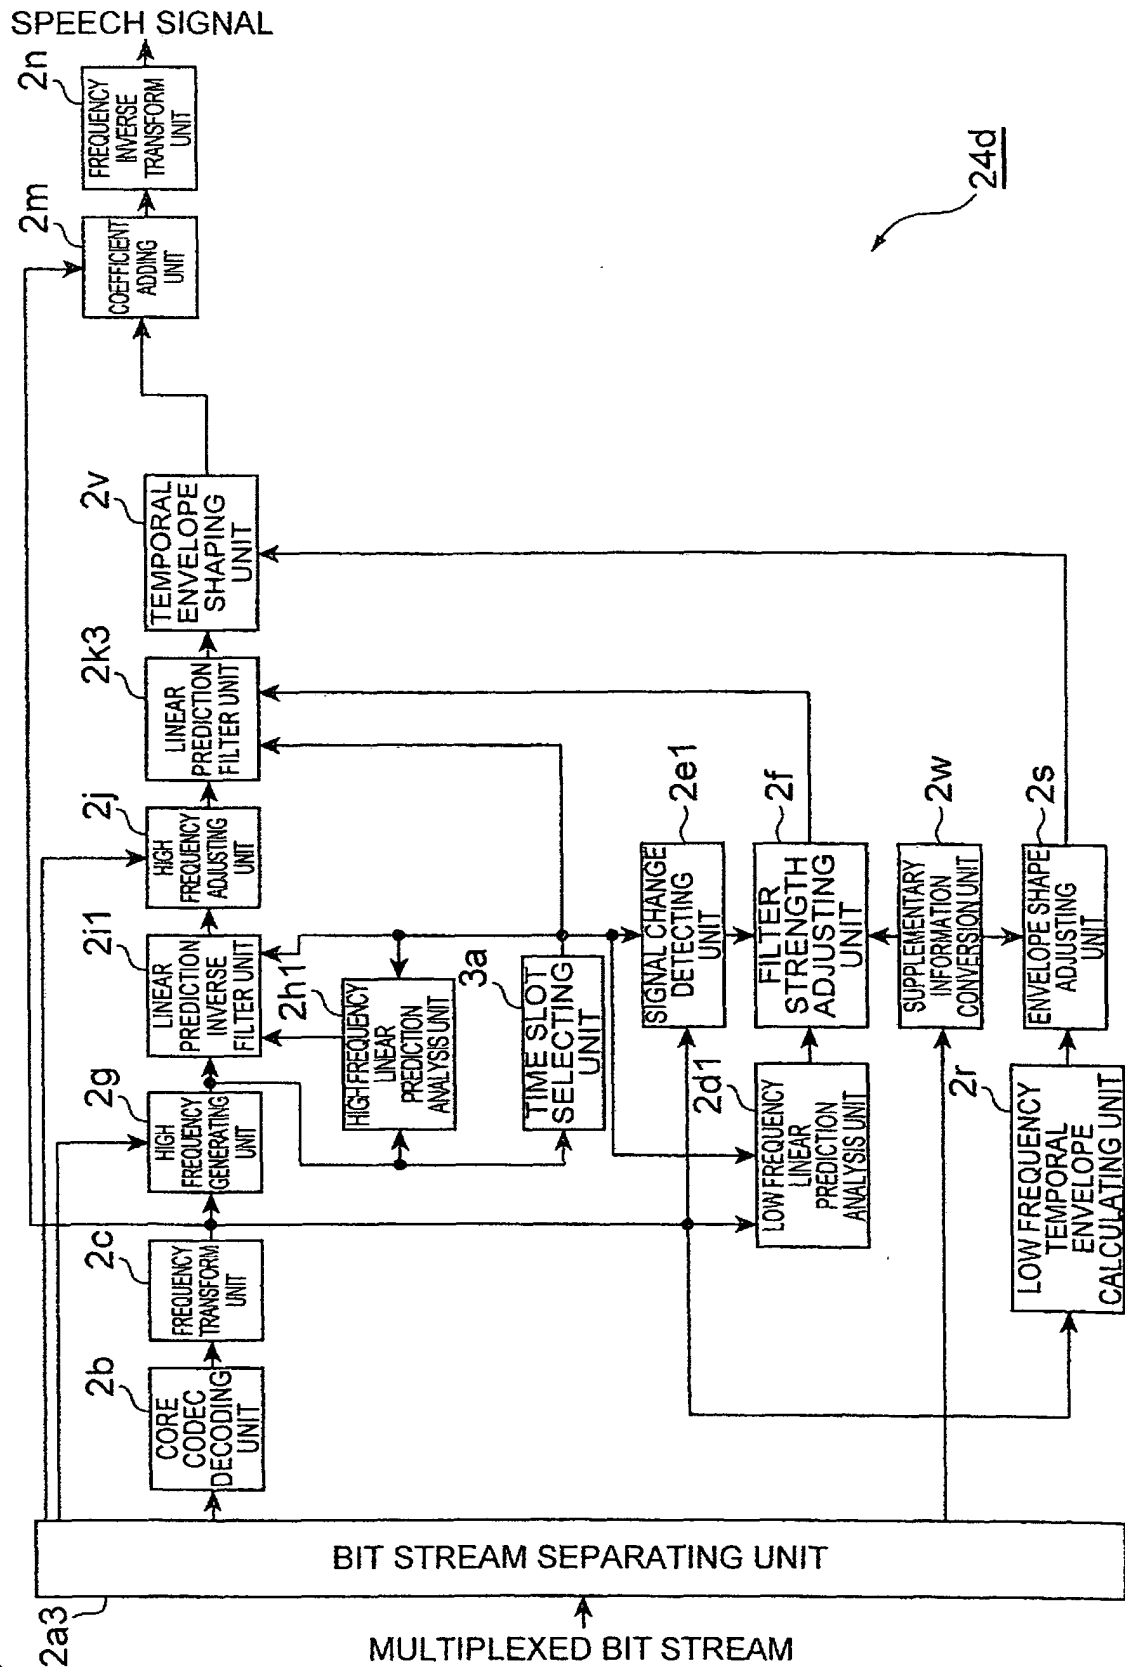 SPEECH SIGNAL
2n
FREQUENCY
INVERSE
TRANSFORM
UNIT
2m
COEFFICIENT
ADDING
UNIT
24d
2v
TEMPORAL
ENVELOPE
SHAPING
UNIT
2k3
LINEAR
PREDICTION
FILTER UNIT
2j
HIGH
FREQUENCY
ADJUSTING
UNIT
2i1
LINEAR
PREDICTION
INVERSE
FILTER UNIT
2h1
HIGH FREQUENCY
LINEAR
PREDICTION
ANALYSIS UNIT
3a
TIME SLOT
SELECTING
UNIT
2e1
SIGNAL CHANGE
DETECTING
UNIT
2f
FILTER
STRENGTH
ADJUSTING
UNIT
2w
SUPPLEMENTARY
INFORMATION
CONVERSION UNIT
2s
ENVELOPE SHAPE
ADJUSTING
UNIT
2g
HIGH
FREQUENCY
GENERATING
UNIT
2d1
LOW FREQUENCY
LINEAR
PREDICTION
ANALYSIS UNIT
2r
LOW FREQUENCY
TEMPORAL
ENVELOPE
CALCULATING UNIT
2c
FREQUENCY
TRANSFORM
UNIT
2b
CORE
CODEC
DECODING
UNIT
BIT STREAM SEPARATING UNIT
2a3
MULTIPLEXED BIT STREAM